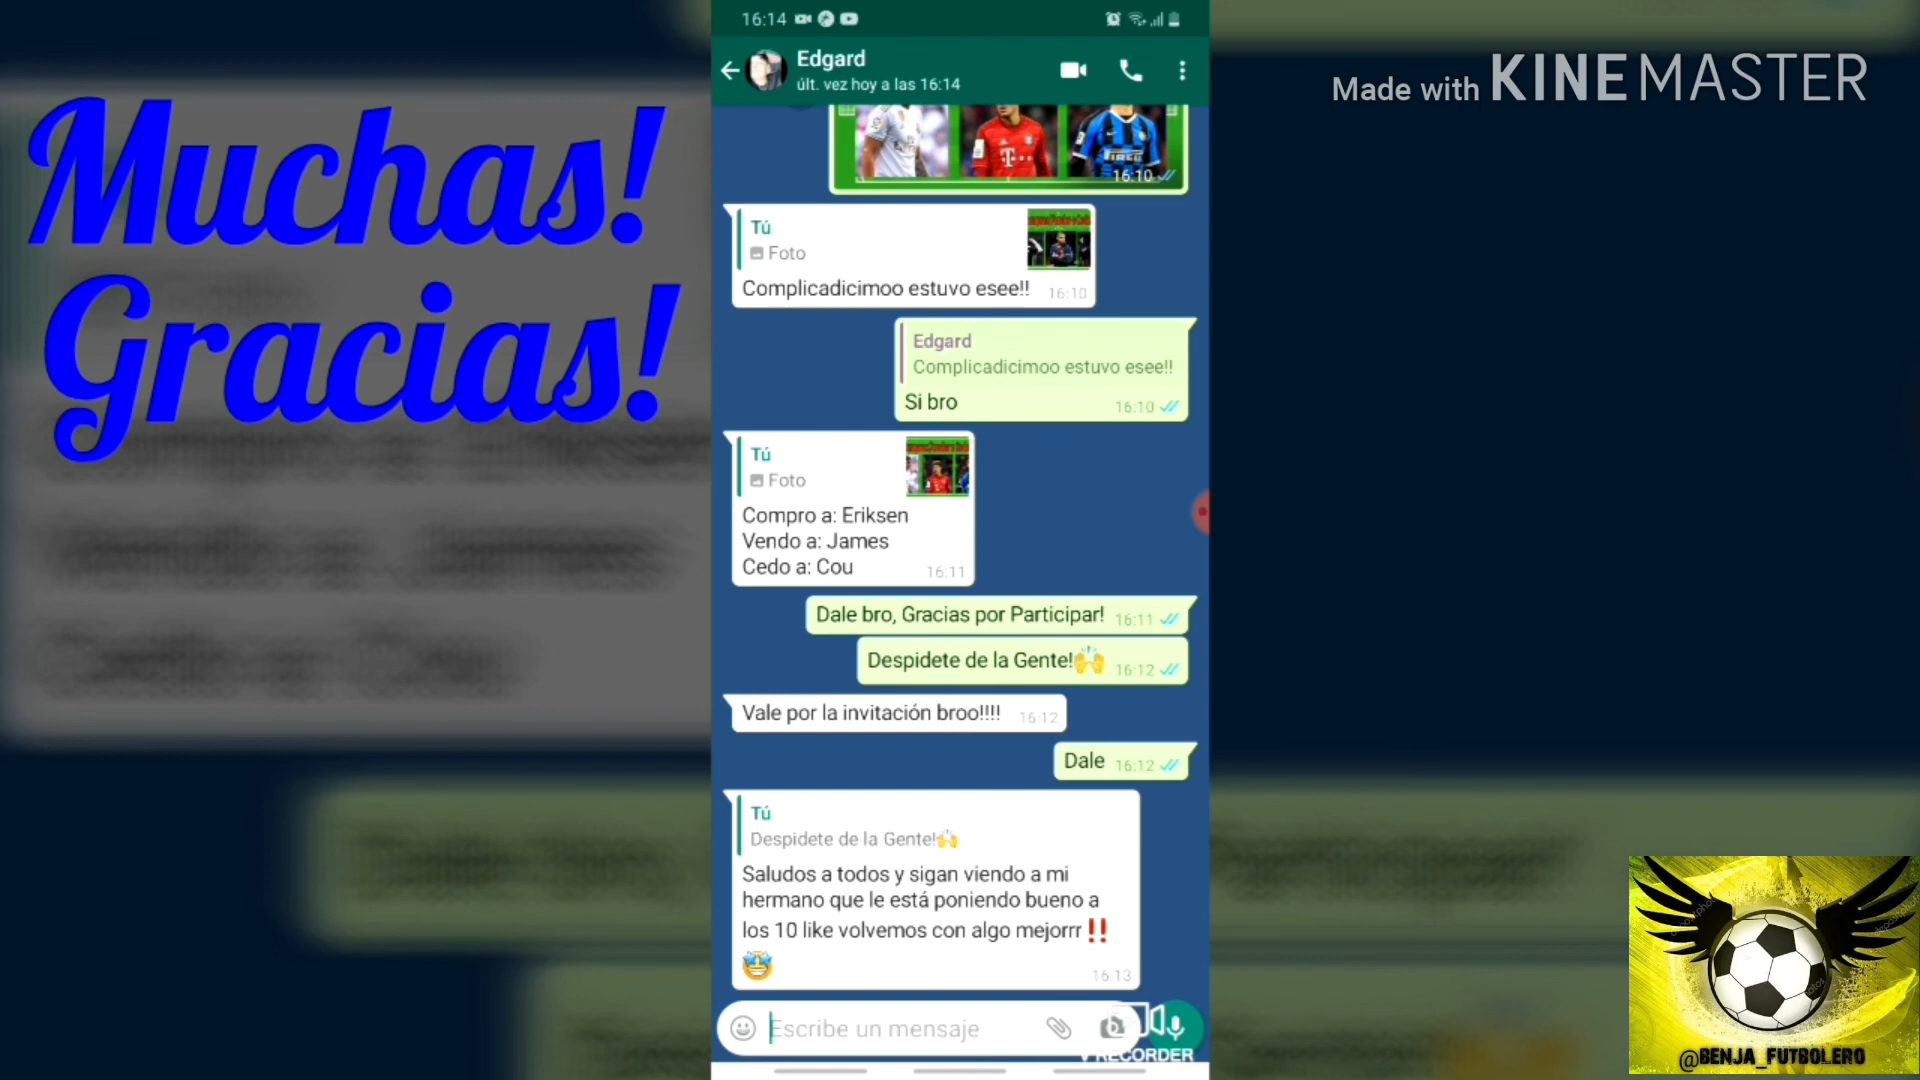 Muchas!
Gracias!
16:14
Edgard
últ. vez hoy a las 16:14
Made with KINEMASTER
16:10
Tú
Foto
Complicadicimoo estuvo esee!! 16:10
Edgard
Complicadicimoo estuvo esee!!
Si bro 16:10
Tú
Foto
Compro a: Eriksen
Vendo a: James
Cedo a: Cou 16:11
Dale bro, Gracias por Participar! 16:11
Despidete de la Gente!🙌 16:12
Vale por la invitación broo!!!! 16:12
Dale 16:12
Tú
Despidete de la Gente!🙌
Saludos a todos y sigan viendo a mi
hermano que le está poniendo bueno a
los 10 like volvemos con algo mejorrr‼️
🤩 16:13
Escribe un mensaje
V RECORDER
@BENJA_FUTBOLERO